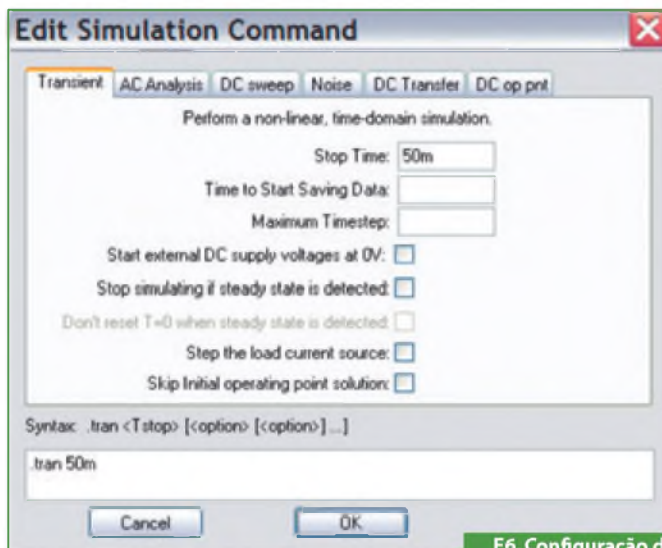 Edit Simulation Command
Transient AC Analysis DC sweep Noise DC Transfer DC op pnt
Perform a non-linear, time-domain simulation.
Stop Time: 50m
Time to Start Saving Data:
Maximum Timestep:
Start external DC supply voltages at 0V:
Stop simulating if steady state is detected:
Don't reset T=0 when steady state is detected:
Step the load current source:
Skip Initial operating point solution:
Syntax: .tran <Tstop> [<option> [<option>] ...]
.tran 50m
Cancel OK
F6. Configuração